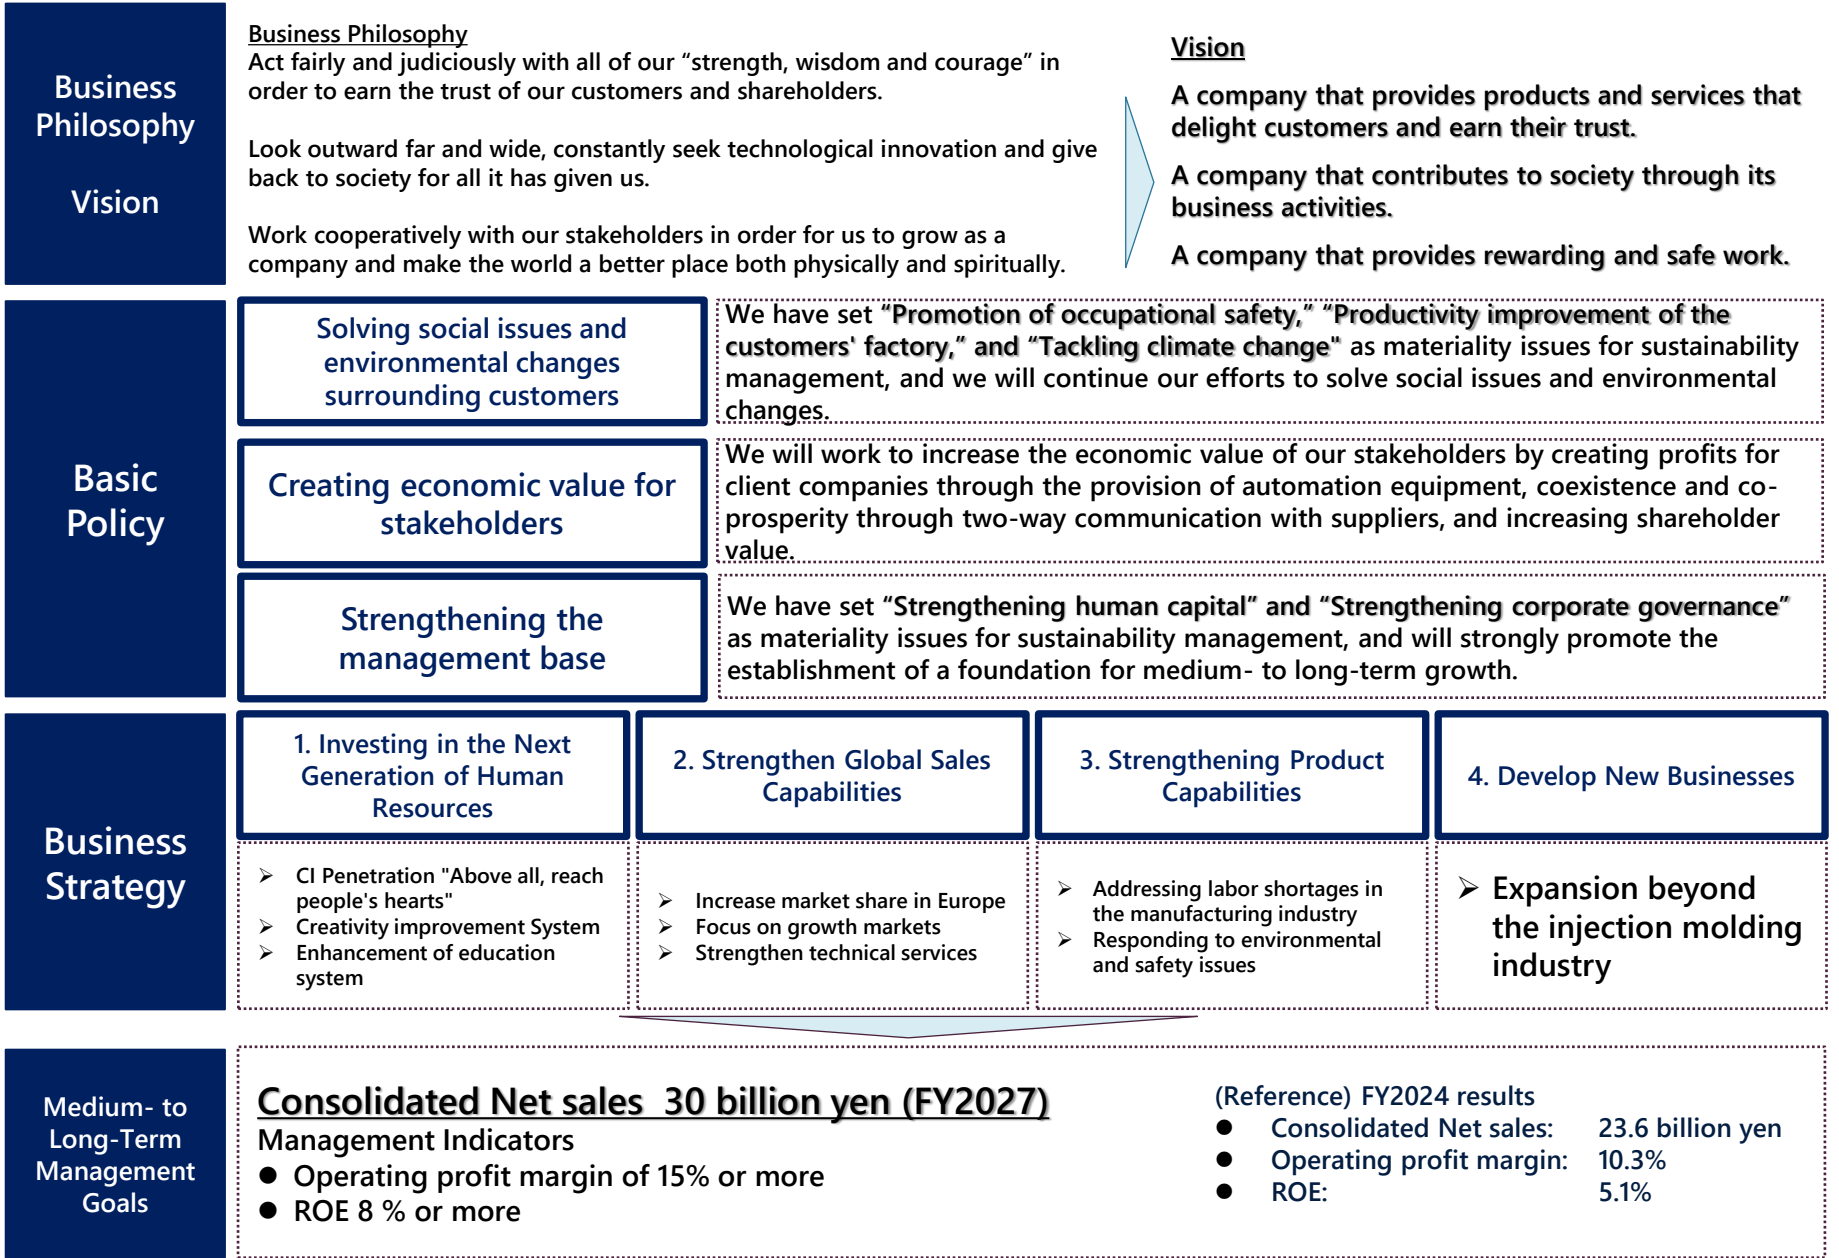 Business
Philosophy
Vision
Business Philosophy
Act fairly and judiciously with all of our “strength, wisdom and courage” in
order to earn the trust of our customers and shareholders.
Look outward far and wide, constantly seek technological innovation and give
back to society for all it has given us.
Work cooperatively with our stakeholders in order for us to grow as a
company and make the world a better place both physically and spiritually.
Vision
A company that provides products and services that
delight customers and earn their trust.
A company that contributes to society through its
business activities.
A company that provides rewarding and safe work.
Basic
Policy
Solving social issues and
environmental changes
surrounding customers
We have set “Promotion of occupational safety,” “Productivity improvement of the
customers' factory,” and “Tackling climate change" as materiality issues for sustainability
management, and we will continue our efforts to solve social issues and environmental
changes.
Creating economic value for
stakeholders
We will work to increase the economic value of our stakeholders by creating profits for
client companies through the provision of automation equipment, coexistence and co-
prosperity through two-way communication with suppliers, and increasing shareholder
value.
Strengthening the
management base
We have set “Strengthening human capital” and “Strengthening corporate governance”
as materiality issues for sustainability management, and will strongly promote the
establishment of a foundation for medium- to long-term growth.
Business
Strategy
1. Investing in the Next
Generation of Human
Resources
➢ CI Penetration "Above all, reach
people's hearts"
➢ Creativity improvement System
➢ Enhancement of education
system
2. Strengthen Global Sales
Capabilities
➢ Increase market share in Europe
➢ Focus on growth markets
➢ Strengthen technical services
3. Strengthening Product
Capabilities
➢ Addressing labor shortages in
the manufacturing industry
➢ Responding to environmental
and safety issues
4. Develop New Businesses
➢ Expansion beyond
the injection molding
industry
Medium- to
Long-Term
Management
Goals
Consolidated Net sales 30 billion yen (FY2027)
Management Indicators
● Operating profit margin of 15% or more
● ROE 8 % or more
(Reference) FY2024 results
● Consolidated Net sales: 23.6 billion yen
● Operating profit margin: 10.3%
● ROE: 5.1%